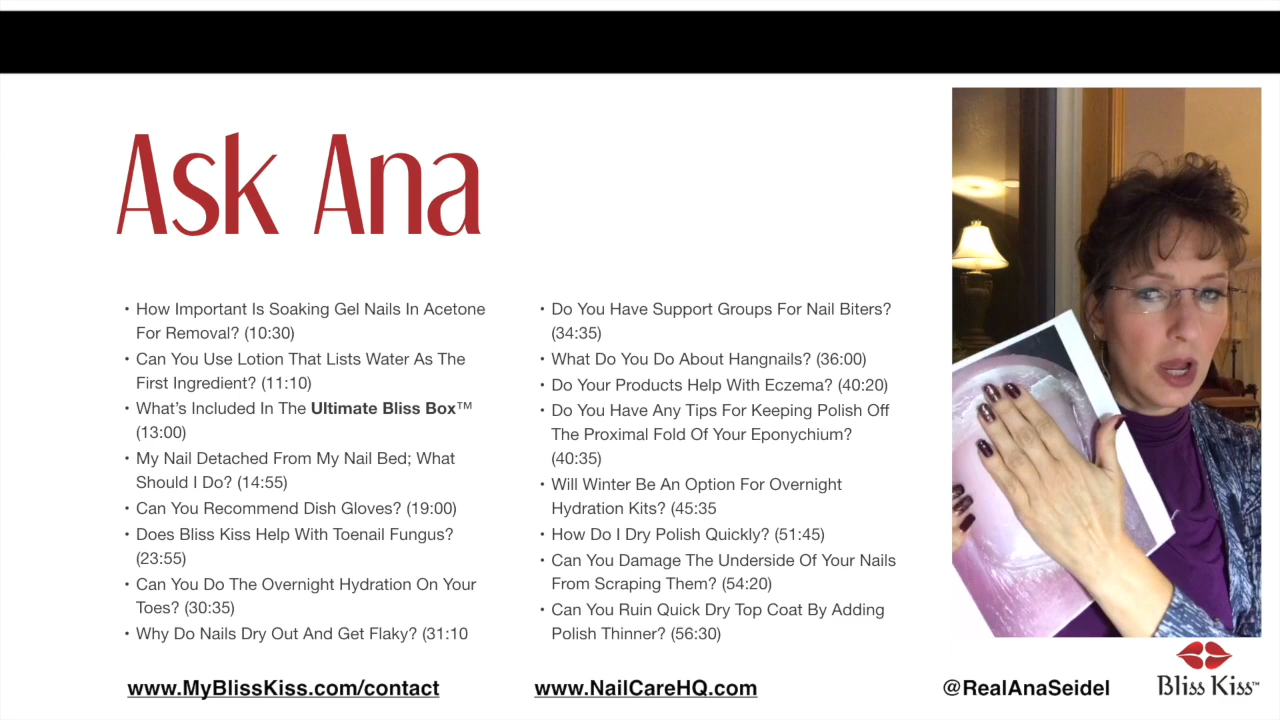 Ask Ana
• How Important Is Soaking Gel Nails In Acetone
For Removal? (10:30)
• Can You Use Lotion That Lists Water As The
First Ingredient? (11:10)
• What's Included In The Ultimate Bliss Box™
(13:00)
• My Nail Detached From My Nail Bed; What
Should I Do? (14:55)
• Can You Recommend Dish Gloves? (19:00)
• Does Bliss Kiss Help With Toenail Fungus?
(23:55)
• Can You Do The Overnight Hydration On Your
Toes? (30:35)
• Why Do Nails Dry Out And Get Flaky? (31:10
• Do You Have Support Groups For Nail Biters?
(34:35)
• What Do You Do About Hangnails? (36:00)
• Do Your Products Help With Eczema? (40:20)
• Do You Have Any Tips For Keeping Polish Off
The Proximal Fold Of Your Eponychium?
(40:35)
• Will Winter Be An Option For Overnight
Hydration Kits? (45:35
• How Do I Dry Polish Quickly? (51:45)
• Can You Damage The Underside Of Your Nails
From Scraping Them? (54:20)
• Can You Ruin Quick Dry Top Coat By Adding
Polish Thinner? (56:30)
www.MyBlissKiss.com/contact
www.NailCareHQ.com
@RealAnaSeidel
Bliss Kiss™